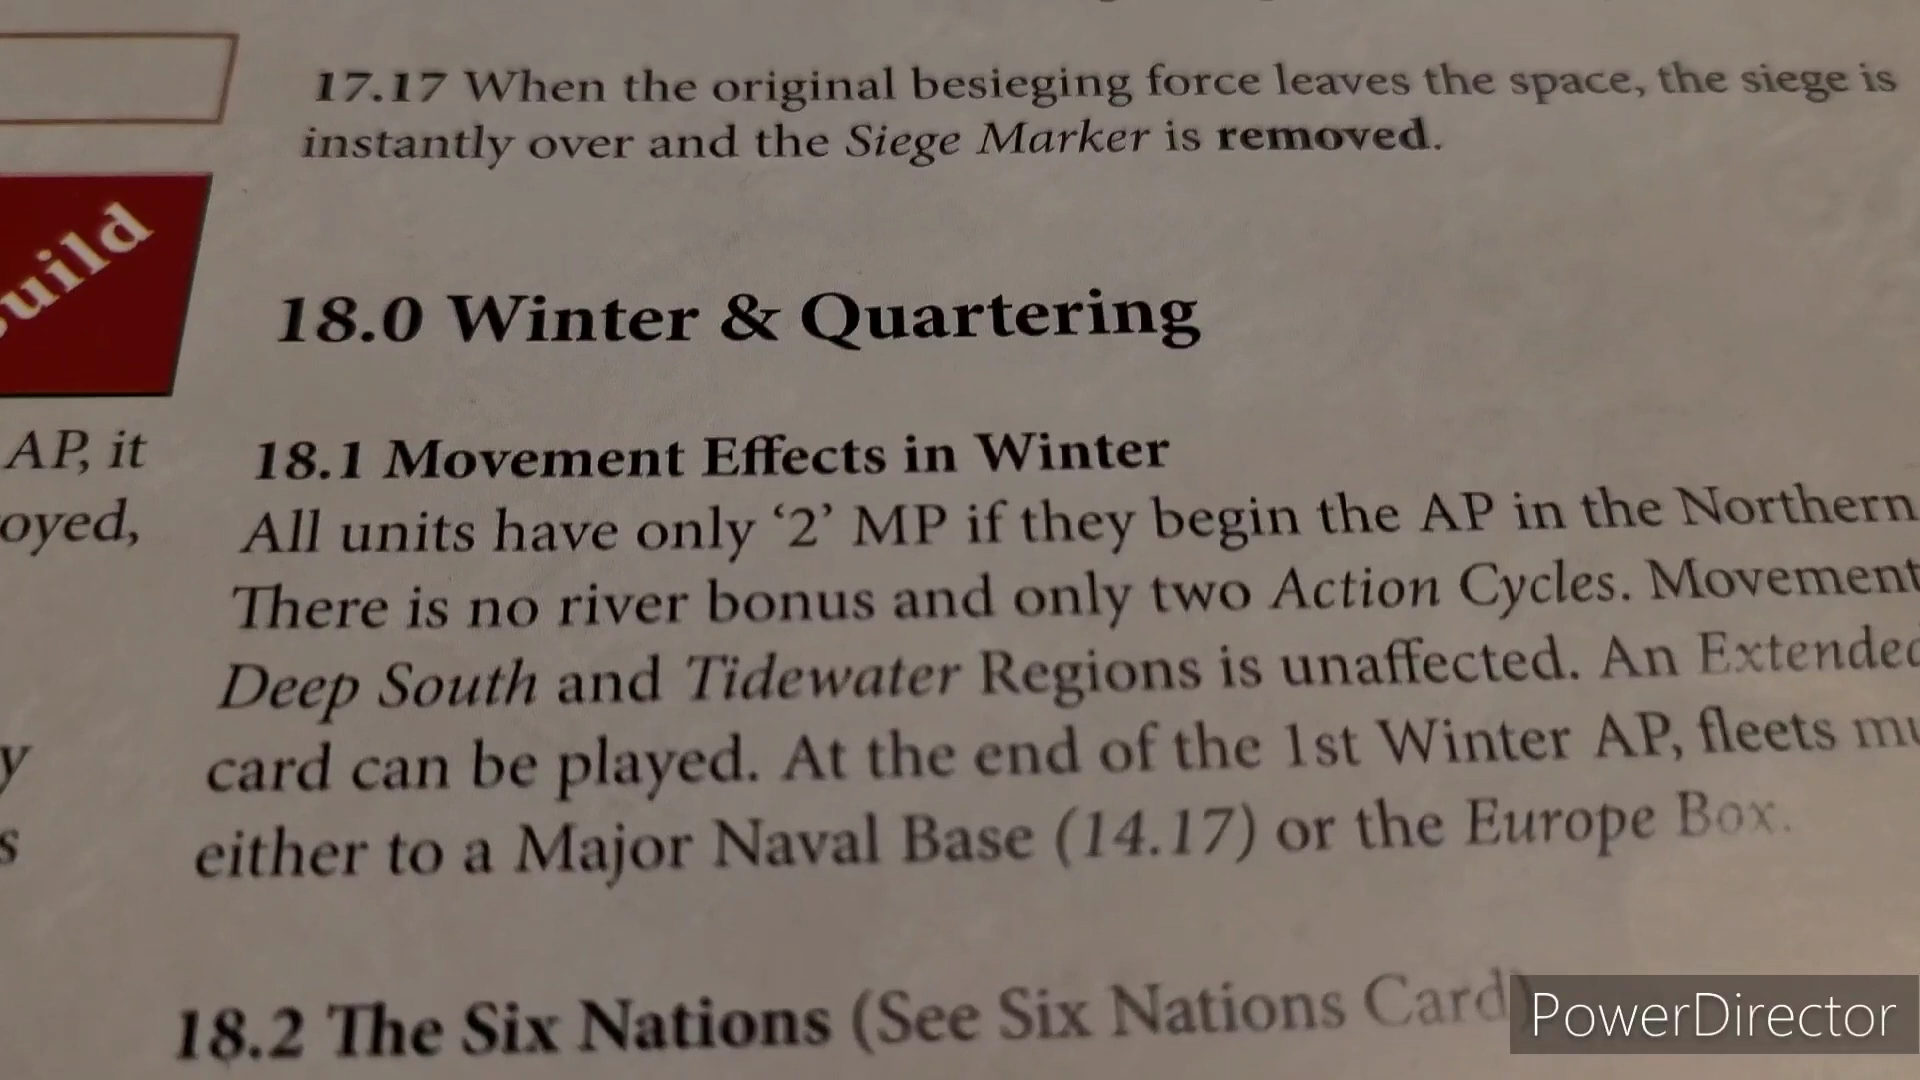 17.17 When the original besieging force leaves the space, the siege is
instantly over and the Siege Marker is removed.
uild
18.0 Winter & Quartering
AP, it
oyed,
y
s
18.1 Movement Effects in Winter
All units have only ‘2’ MP if they begin the AP in the Northern
There is no river bonus and only two Action Cycles. Movement
Deep South and Tidewater Regions is unaffected. An Extended
card can be played. At the end of the 1st Winter AP, fleets mu
either to a Major Naval Base (14.17) or the Europe Box.
18.2 The Six Nations (See Six Nations Card)
PowerDirector